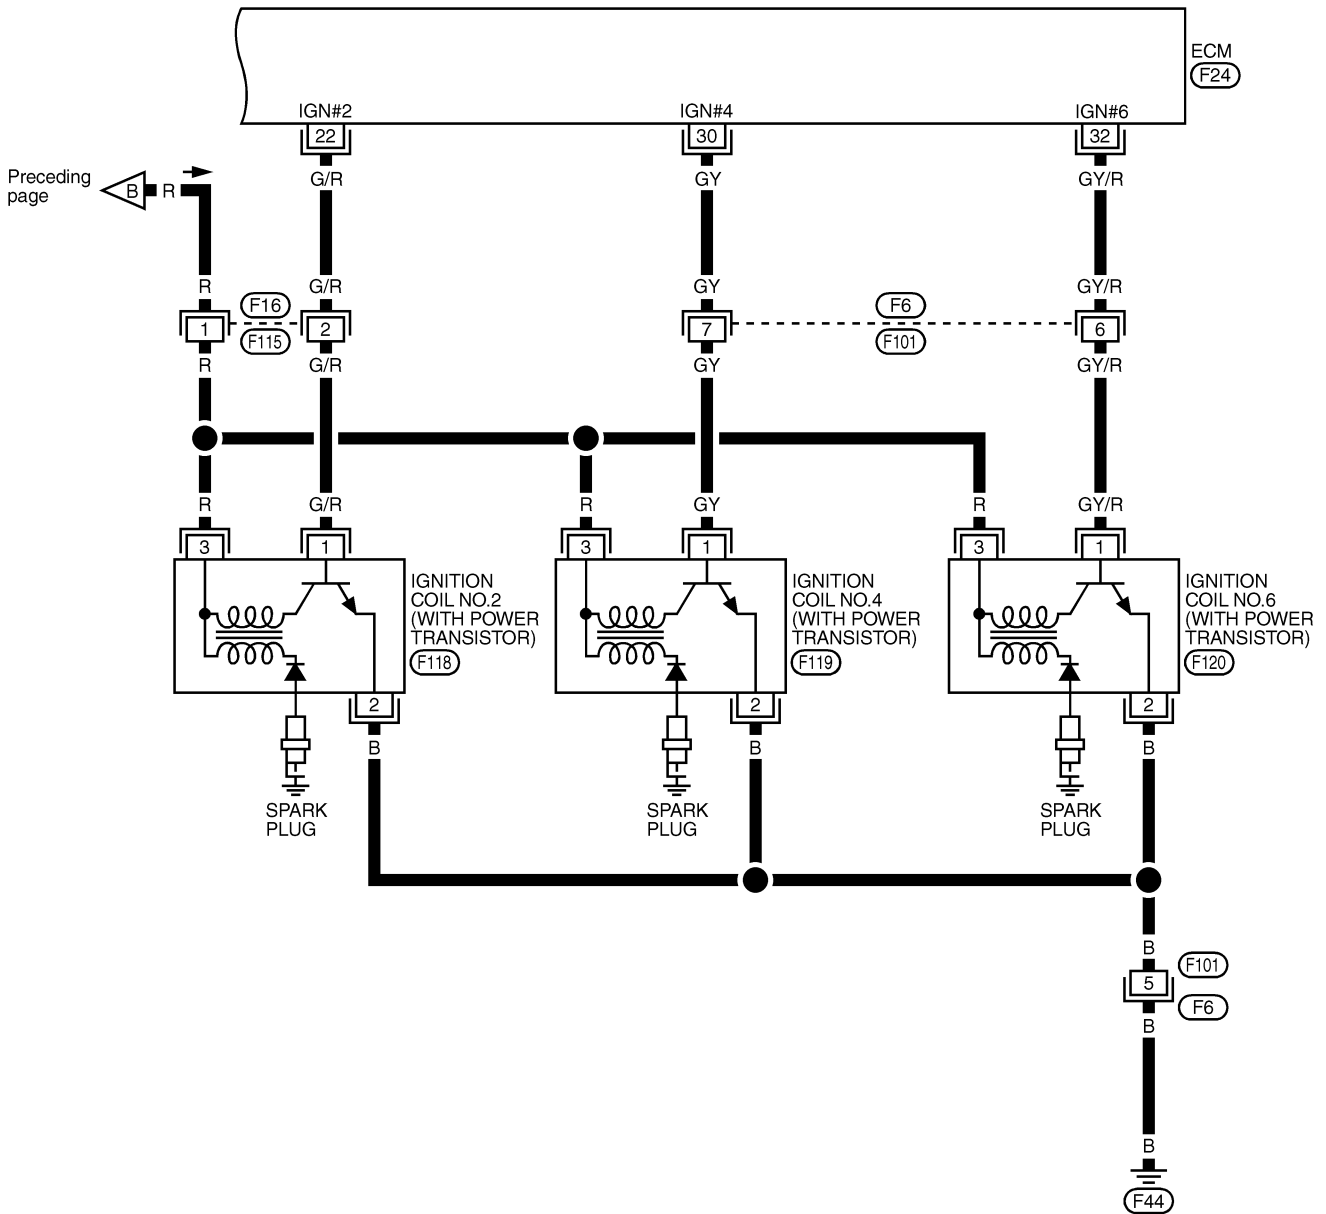 ECM
F24
IGN#2
IGN#4
IGN#6
22
30
32
Preceding
page
B
R
G/R
GY
GY/R
R
G/R
GY
GY/R
F16
F6
1
2
7
6
F115
F101
R
G/R
GY
GY/R
R
G/R
R
GY
R
GY/R
3
1
3
1
3
1
IGNITION
COIL NO.2
(WITH POWER
TRANSISTOR)
F118
IGNITION
COIL NO.4
(WITH POWER
TRANSISTOR)
F119
IGNITION
COIL NO.6
(WITH POWER
TRANSISTOR)
F120
2
2
2
B
B
B
SPARK
PLUG
SPARK
PLUG
SPARK
PLUG
B
F101
5
F6
B
B
F44